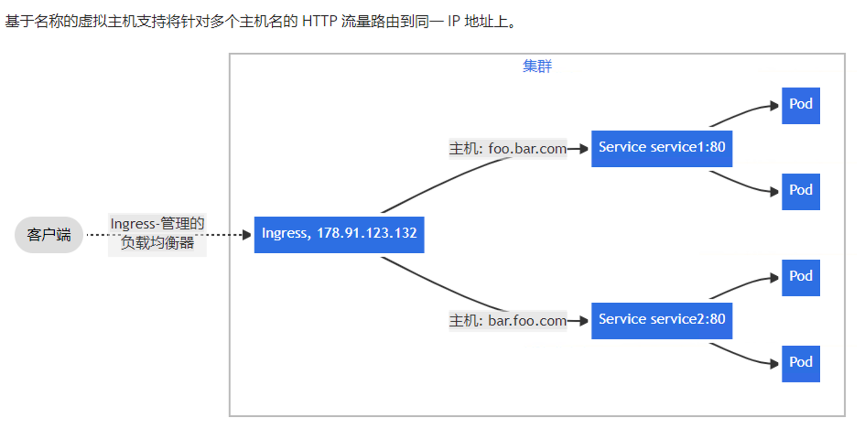 基于名称的虚拟主机支持将针对多个主机名的 HTTP 流量路由到同一 IP 地址上。
集群
Pod
主机: foo.bar.com
Service service1:80
Pod
客户端
Ingress-管理的
负载均衡器
Ingress, 178.91.123.132
Pod
主机: bar.foo.com
Service service2:80
Pod